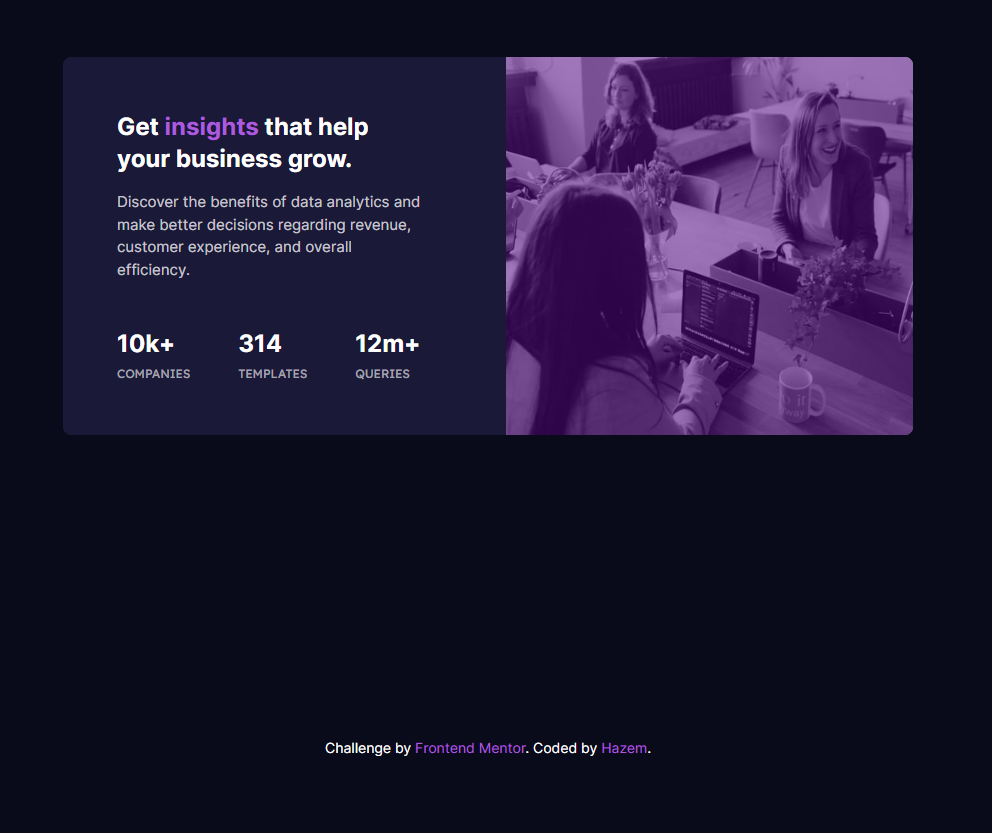 Get insights that help
your business grow.
Discover the benefits of data analytics and
make better decisions regarding revenue,
customer experience, and overall
efficiency.
10k+ 314 12m+
COMPANIES TEMPLATES QUERIES
Challenge by Frontend Mentor. Coded by Hazem.